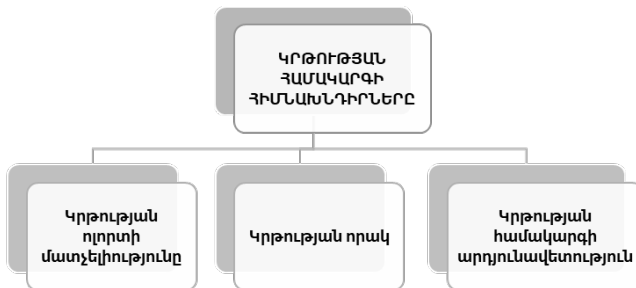 ԿՐԹՈՒԹՅԱՆ
ՀԱՄԱԿԱՐԳԻ
ՀԻՄՆԱԽՆԴԻՐՆԵՐԸ
Կրթության
ոլորտի
մատչելիությունը
Կրթության որակ
Կրթության
համակարգի
արդյունավետություն